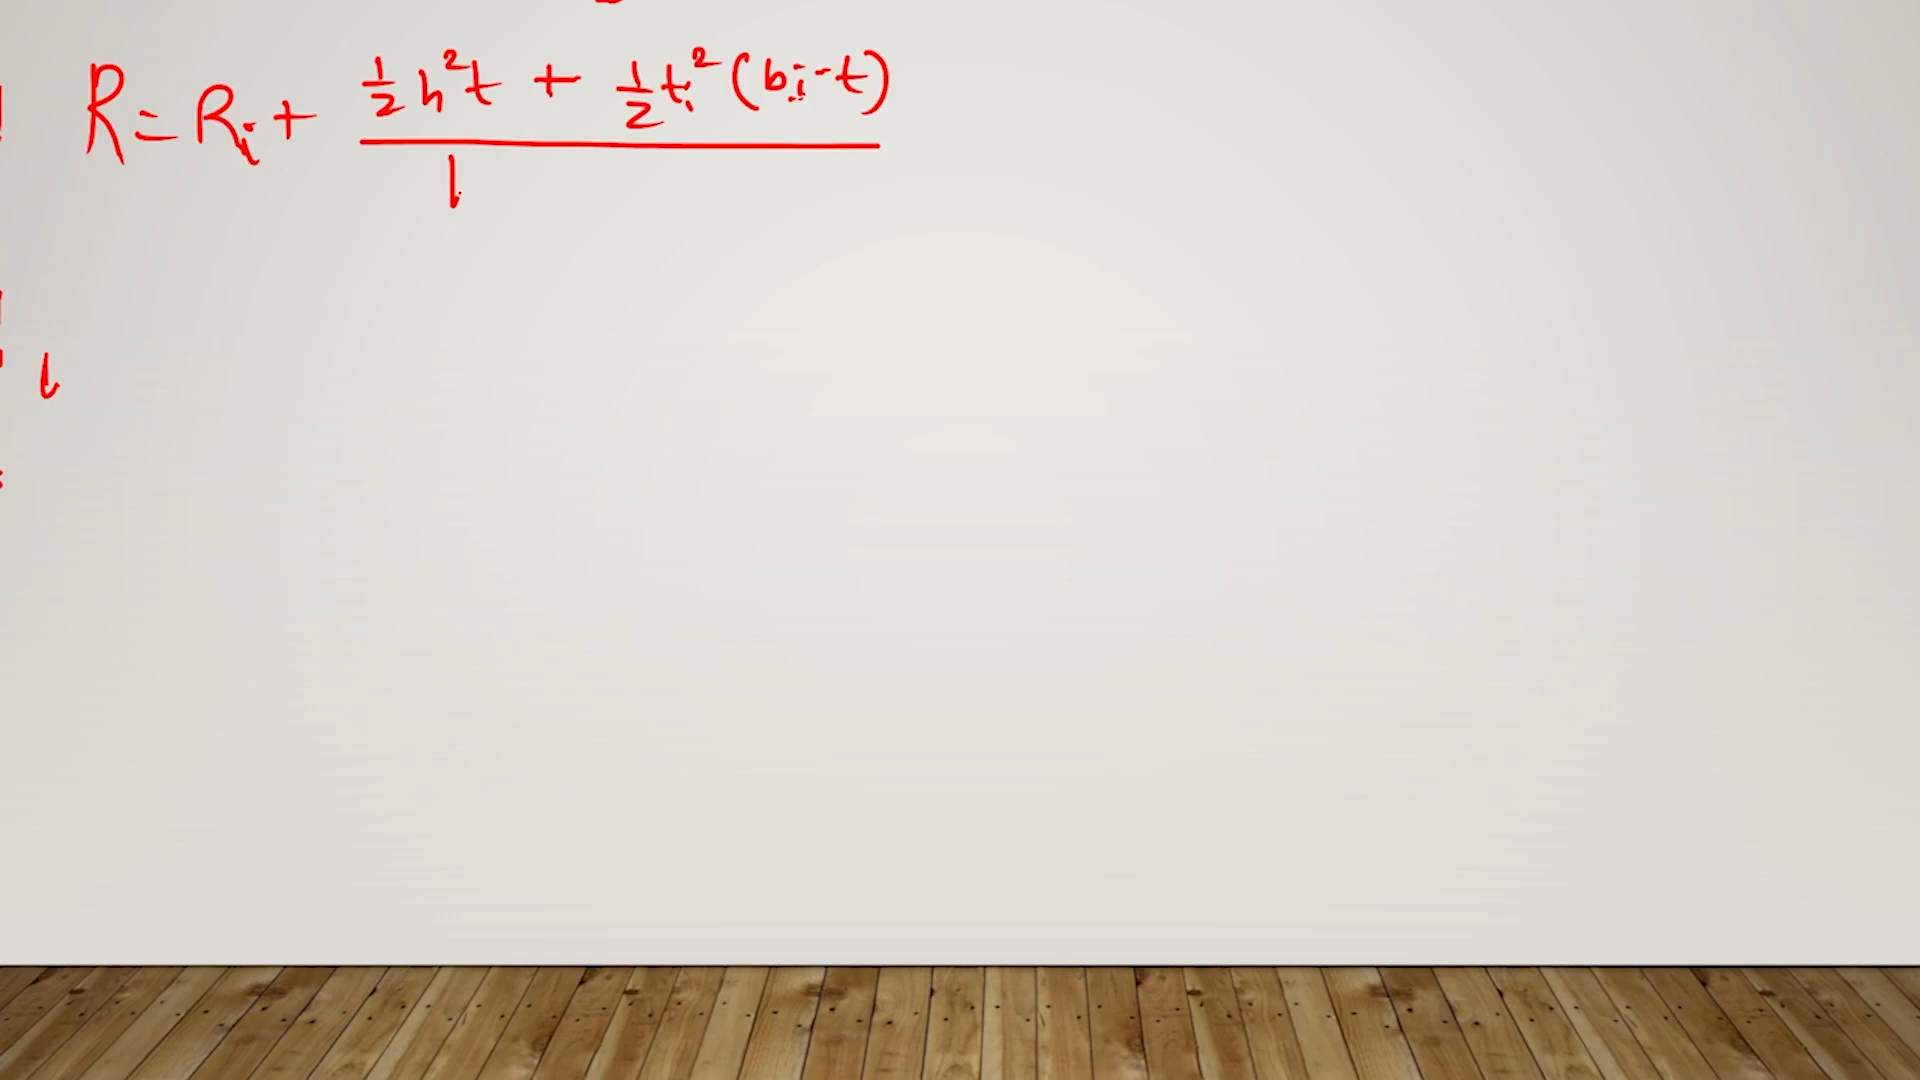 R = Rᵢ + (½h²t + ½tᵢ²(bᵢ-t)) / l
l